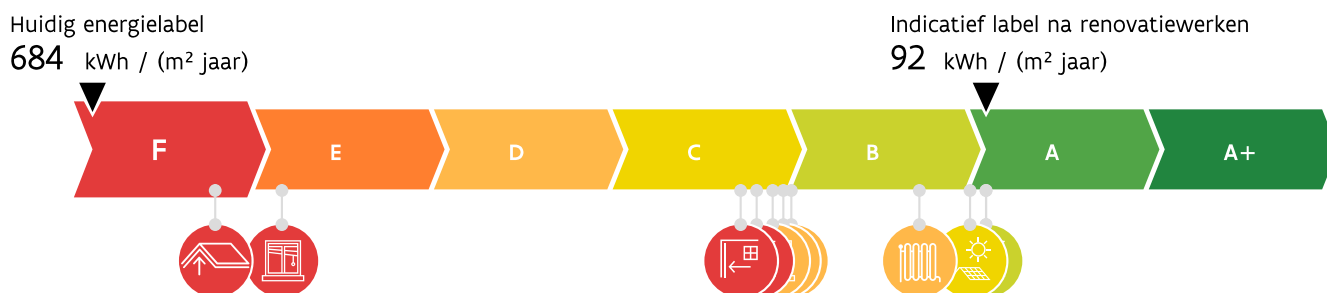 Huidig energielabel
684 kWh / (m² jaar)
Indicatief label na renovatiewerken
92 kWh / (m² jaar)
F E D C B A A+